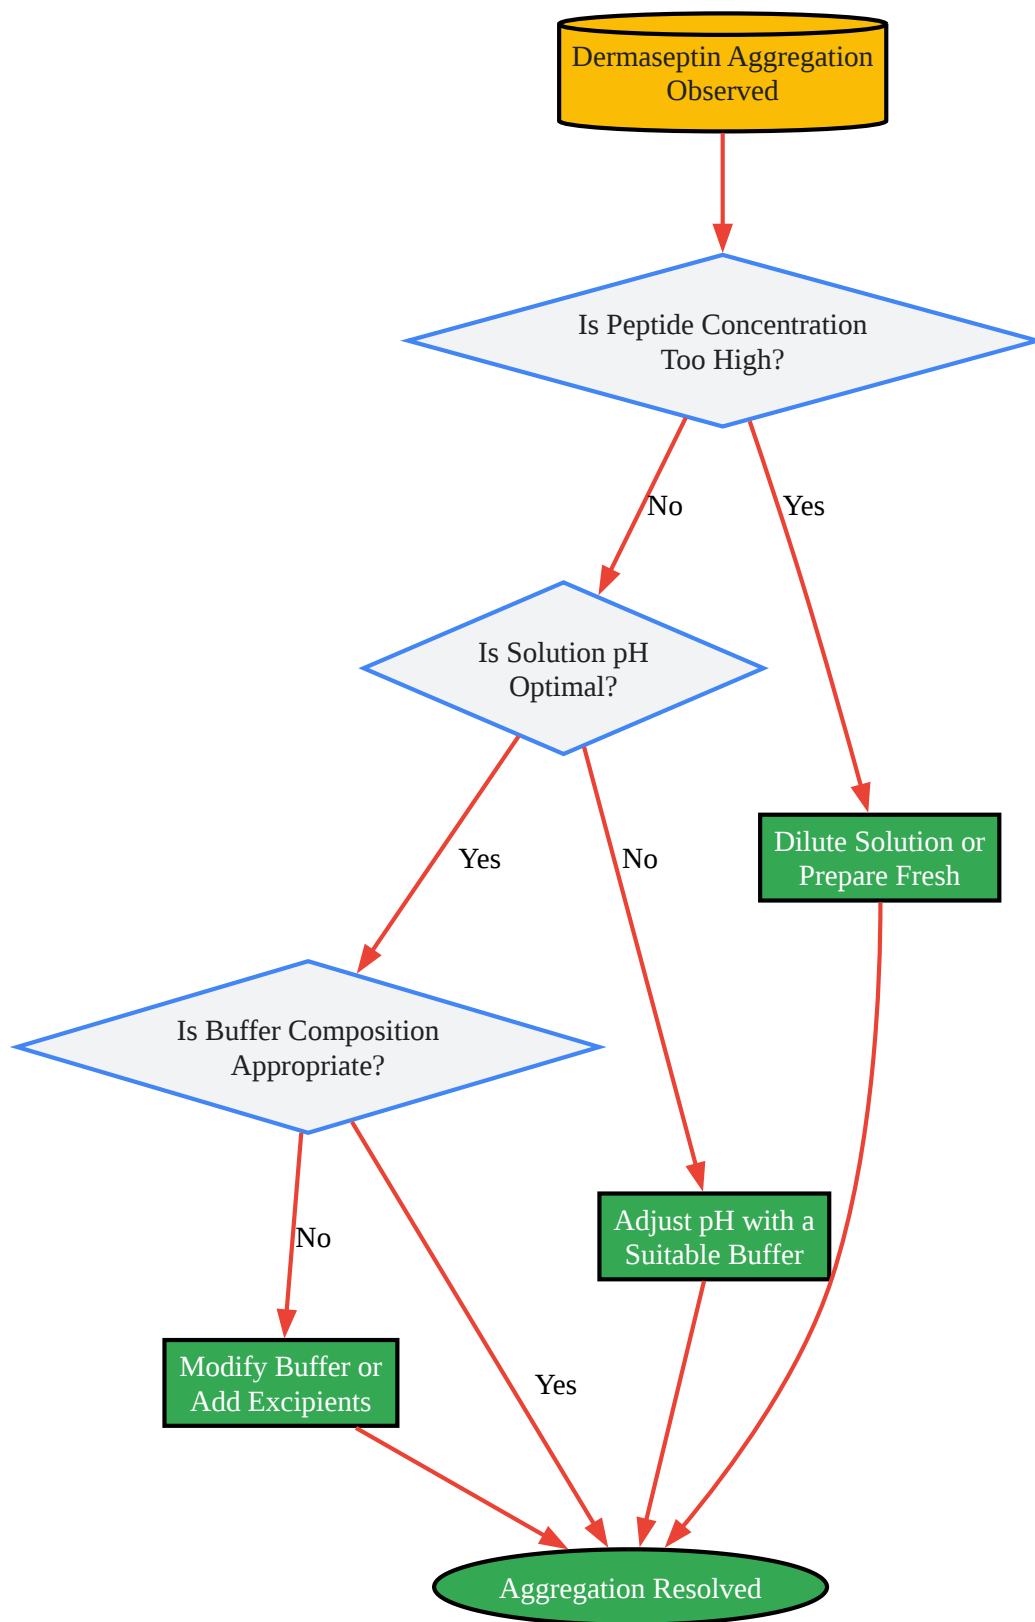 Dermaseptin Aggregation
Observed
Is Peptide Concentration
Too High?
No
Yes
Is Solution pH
Optimal?
Yes
No
Dilute Solution or
Prepare Fresh
Is Buffer Composition
Appropriate?
No
Adjust pH with a
Suitable Buffer
Modify Buffer or
Add Excipients
Yes
Aggregation Resolved